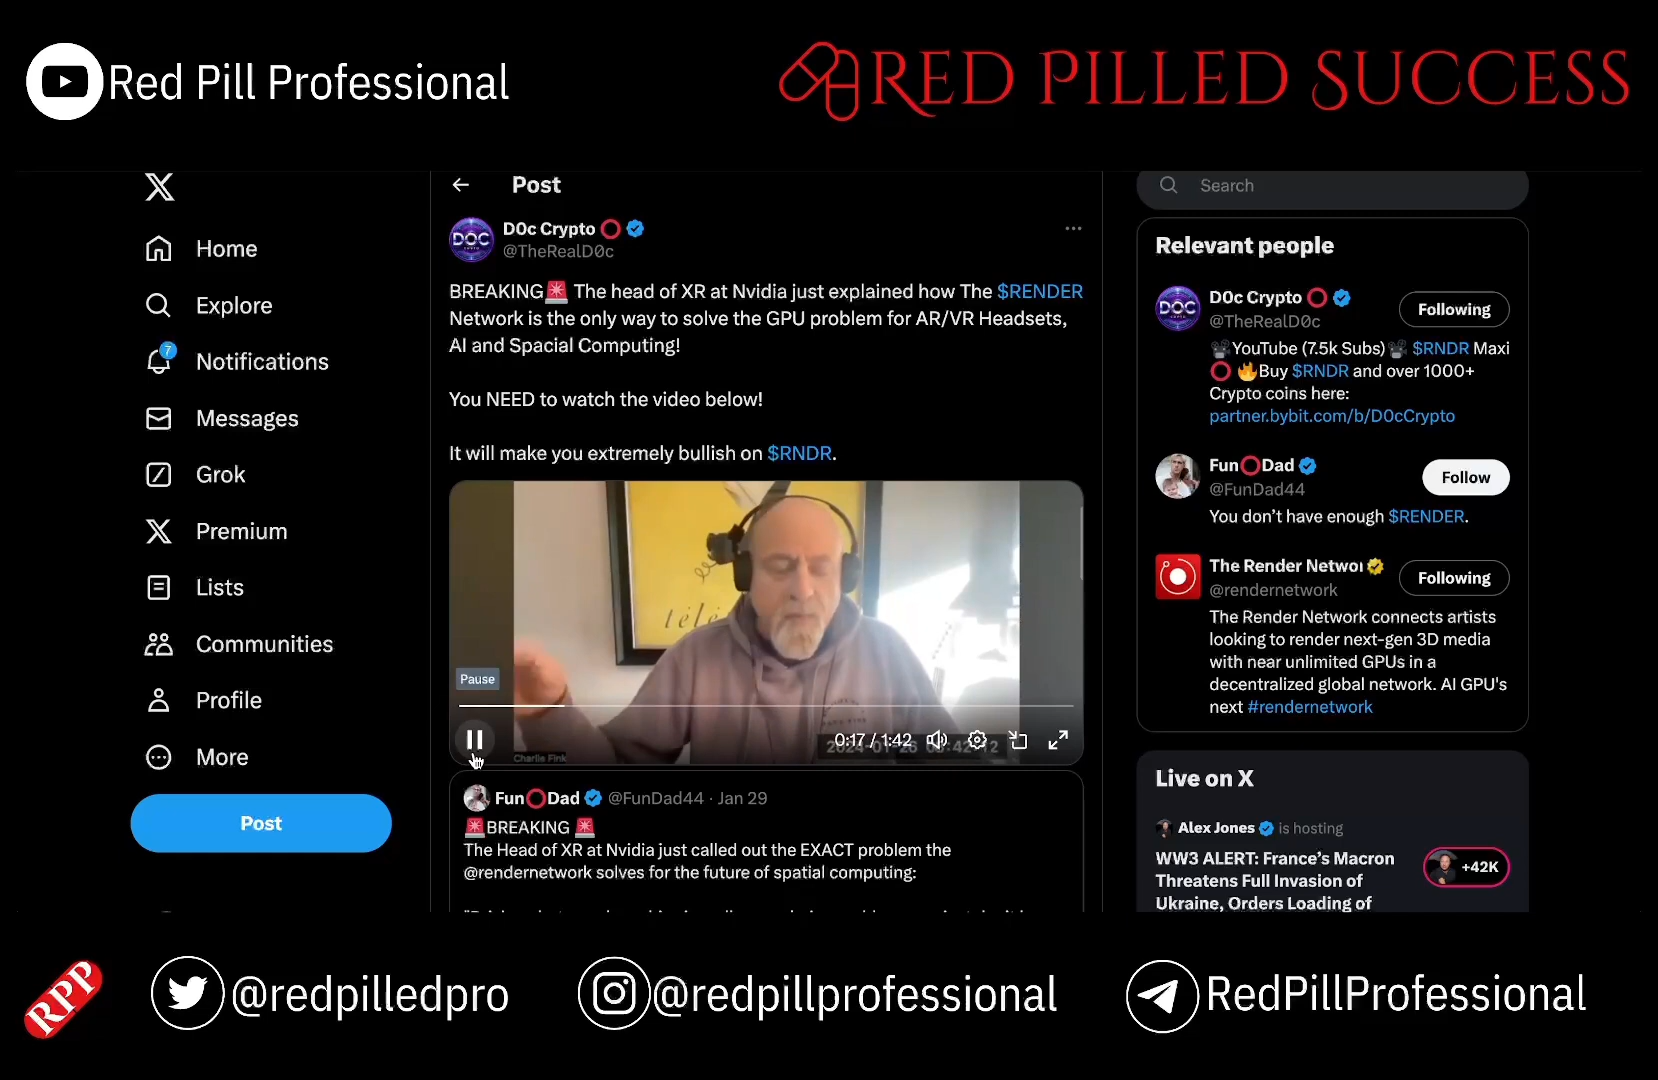 Red Pill Professional
RED PILLED SUCCESS
Home
Explore
7
Notifications
Messages
Grok
Premium
Lists
Communities
Profile
More
Post
Post
D0c Crypto
@TheRealD0c
BREAKING The head of XR at Nvidia just explained how The $RENDER
Network is the only way to solve the GPU problem for AR/VR Headsets,
AI and Spacial Computing!
You NEED to watch the video below!
It will make you extremely bullish on $RNDR.
DOC
télé
Pause
0:17 / 1:42
Charlie Fink
Fun Dad @FunDad44 · Jan 29
BREAKING
The Head of XR at Nvidia just called out the EXACT problem the
@rendernetwork solves for the future of spatial computing:
Search
Relevant people
DOC
D0c Crypto
Following
@TheRealD0c
YouTube (7.5k Subs) $RNDR Maxi
Buy $RNDR and over 1000+
Crypto coins here:
partner.bybit.com/b/D0cCrypto
Fun Dad
Follow
@FunDad44
You don’t have enough $RENDER.
The Render Networ
Following
@rendernetwork
The Render Network connects artists
looking to render next-gen 3D media
with near unlimited GPUs in a
decentralized global network. AI GPU's
next #rendernetwork
Live on X
Alex Jones is hosting
WW3 ALERT: France’s Macron
Threatens Full Invasion of
Ukraine, Orders Loading of
+42K
RPP
@redpilledpro
@redpillprofessional
RedPillProfessional